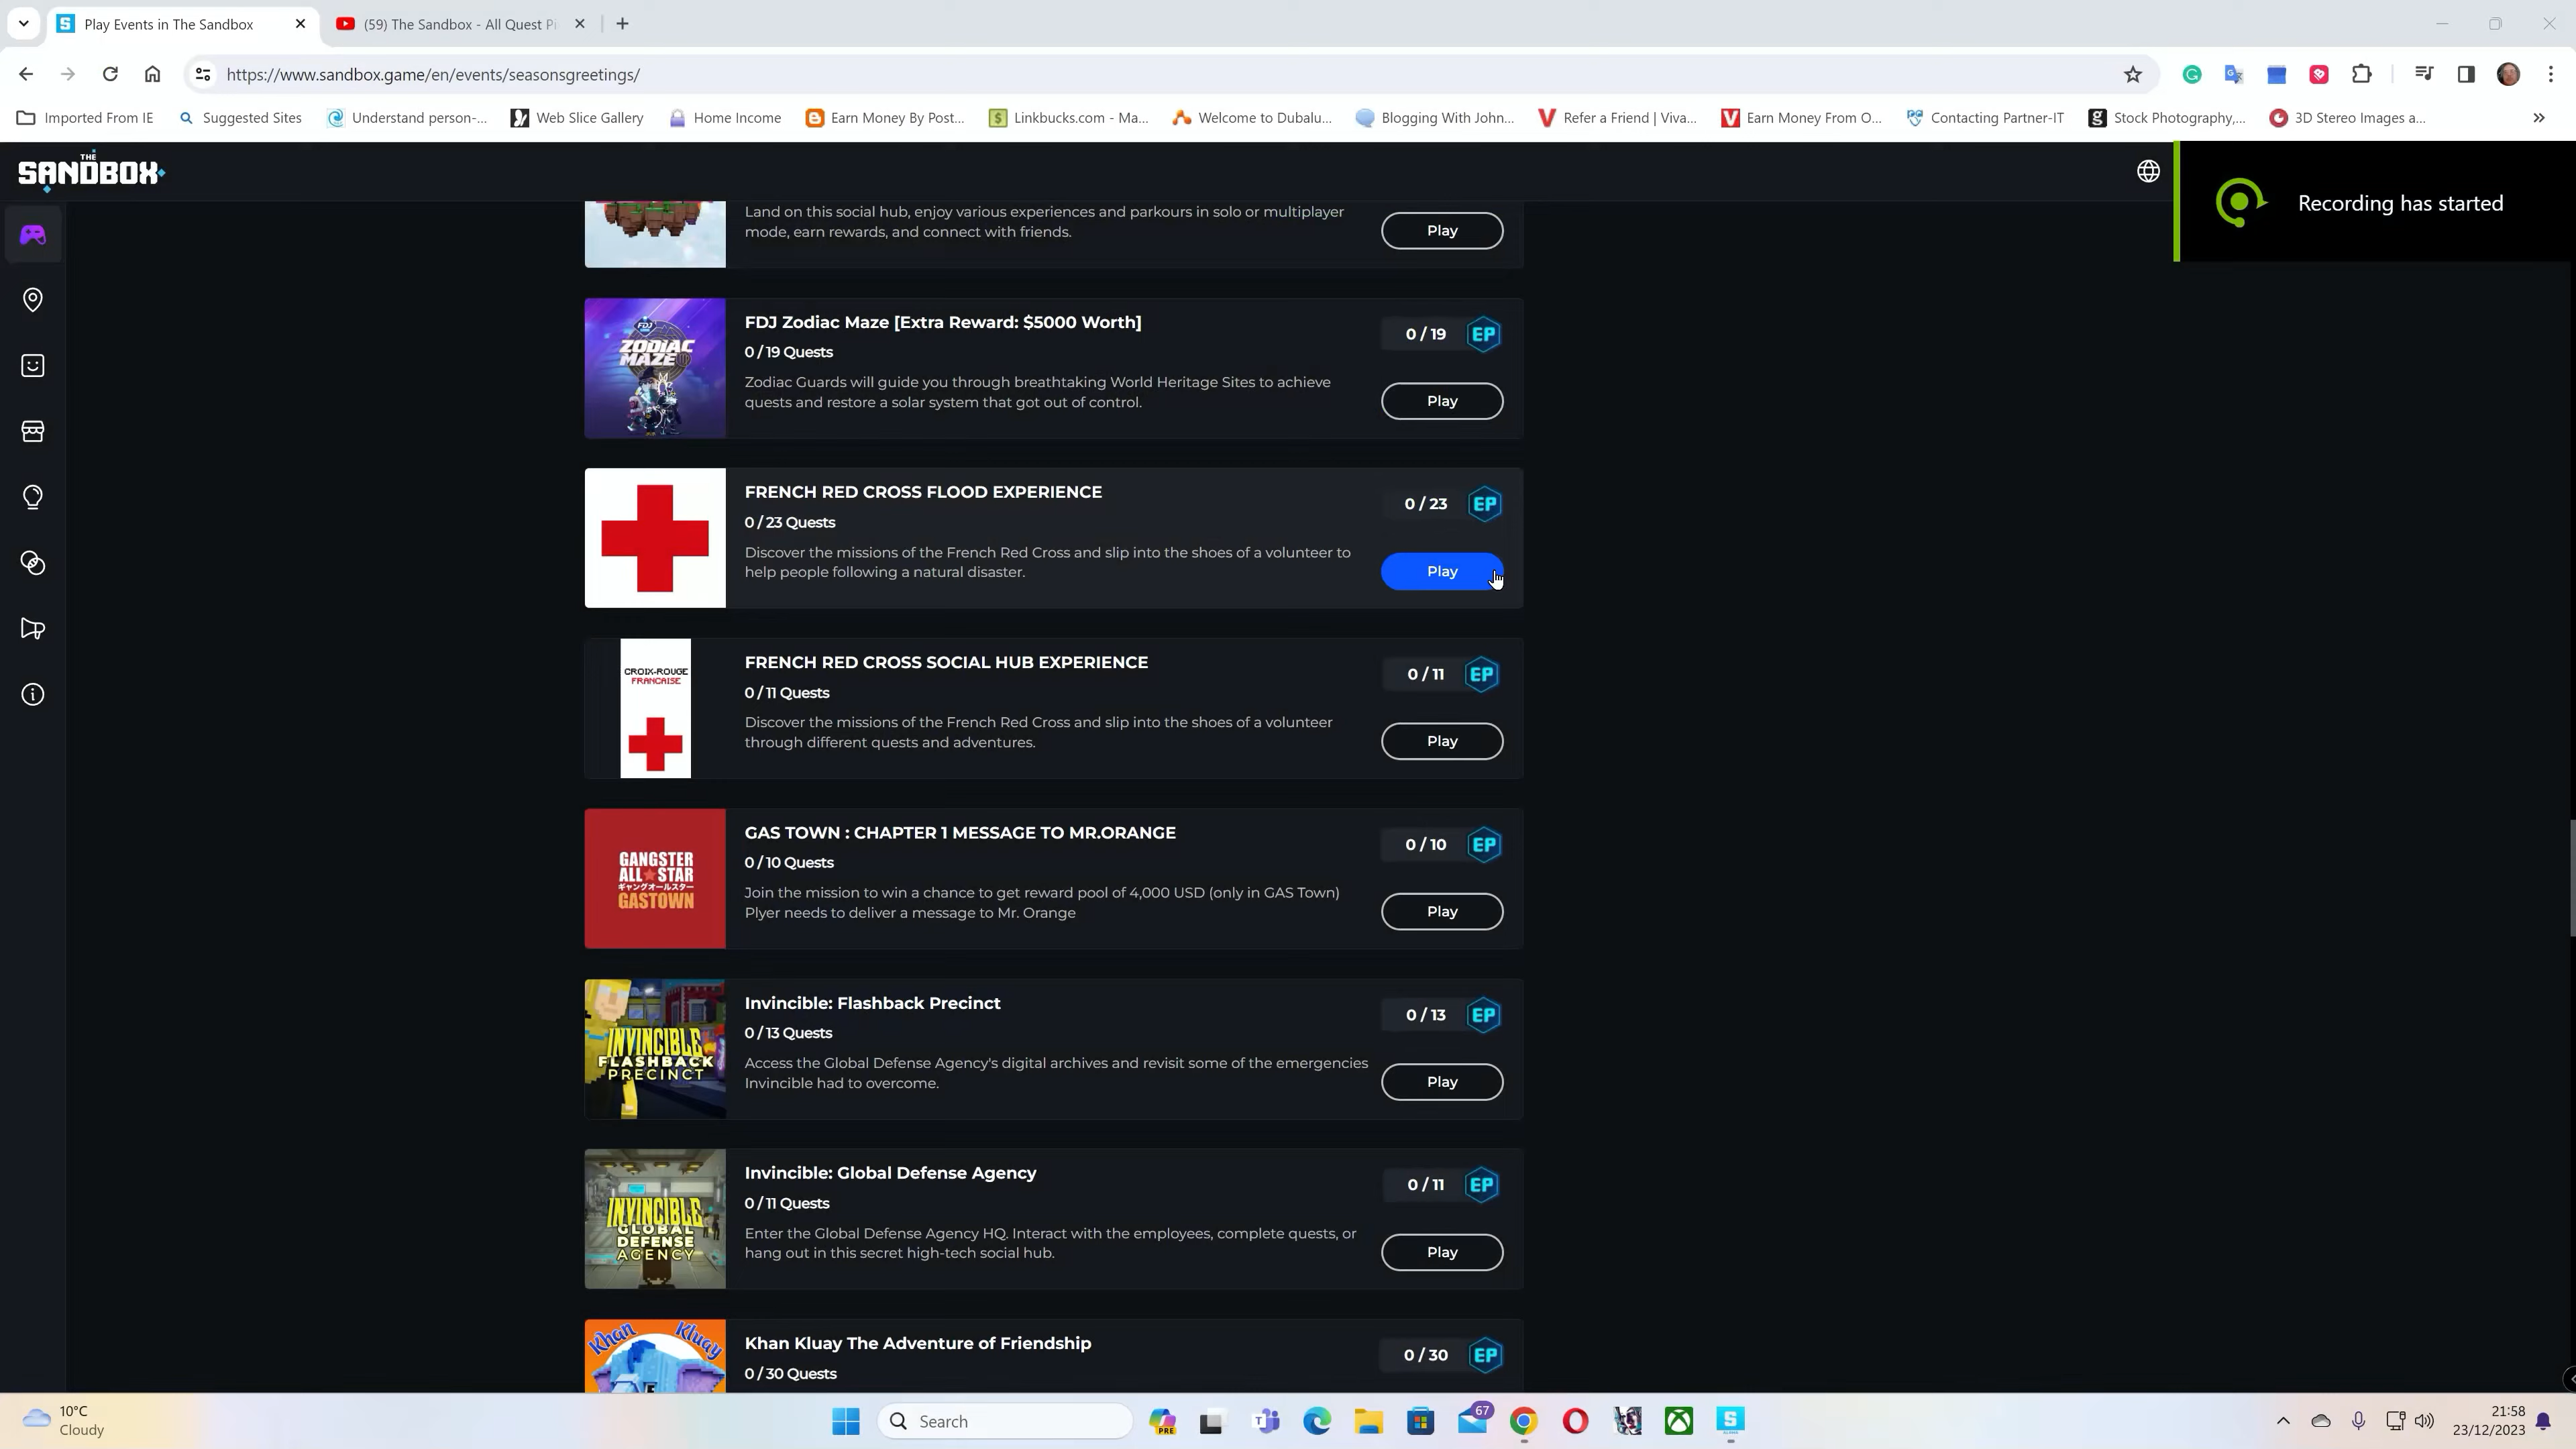 Play Events in The Sandbox
(59) The Sandbox - All Quest Pi
https://www.sandbox.game/en/events/seasonsgreetings/
Imported From IE
Suggested Sites
Understand person-...
Web Slice Gallery
Home Income
Earn Money By Post...
Linkbucks.com - Ma...
Welcome to Dubalu...
Blogging With John...
Refer a Friend | Viva...
Earn Money From O...
Contacting Partner-IT
Stock Photography,...
3D Stereo Images a...
THE
SANDBOX
Recording has started
Land on this social hub, enjoy various experiences and parkours in solo or multiplayer
mode, earn rewards, and connect with friends.
Play
FDJ
ZODIAC
MAZE
FDJ Zodiac Maze [Extra Reward: $5000 Worth]
0 / 19 Quests
Zodiac Guards will guide you through breathtaking World Heritage Sites to achieve
quests and restore a solar system that got out of control.
0 / 19 EP
Play
FRENCH RED CROSS FLOOD EXPERIENCE
0 / 23 Quests
Discover the missions of the French Red Cross and slip into the shoes of a volunteer to
help people following a natural disaster.
0 / 23 EP
Play
CROIX-ROUGE
FRANCAISE
FRENCH RED CROSS SOCIAL HUB EXPERIENCE
0 / 11 Quests
Discover the missions of the French Red Cross and slip into the shoes of a volunteer
through different quests and adventures.
0 / 11 EP
Play
GANGSTER
ALL★STAR
ギャングオールスター
GASTOWN
GAS TOWN : CHAPTER 1 MESSAGE TO MR.ORANGE
0 / 10 Quests
Join the mission to win a chance to get reward pool of 4,000 USD (only in GAS Town)
Plyer needs to deliver a message to Mr. Orange
0 / 10 EP
Play
INVINCIBLE
FLASHBACK
PRECINCT
Invincible: Flashback Precinct
0 / 13 Quests
Access the Global Defense Agency's digital archives and revisit some of the emergencies
Invincible had to overcome.
0 / 13 EP
Play
INVINCIBLE
GLOBAL
DEFENSE
AGENCY
Invincible: Global Defense Agency
0 / 11 Quests
Enter the Global Defense Agency HQ. Interact with the employees, complete quests, or
hang out in this secret high-tech social hub.
0 / 11 EP
Play
Khan Kluay
Khan Kluay The Adventure of Friendship
0 / 30 Quests
0 / 30 EP
10°C
Cloudy
Search
PRE
67
21:58
23/12/2023